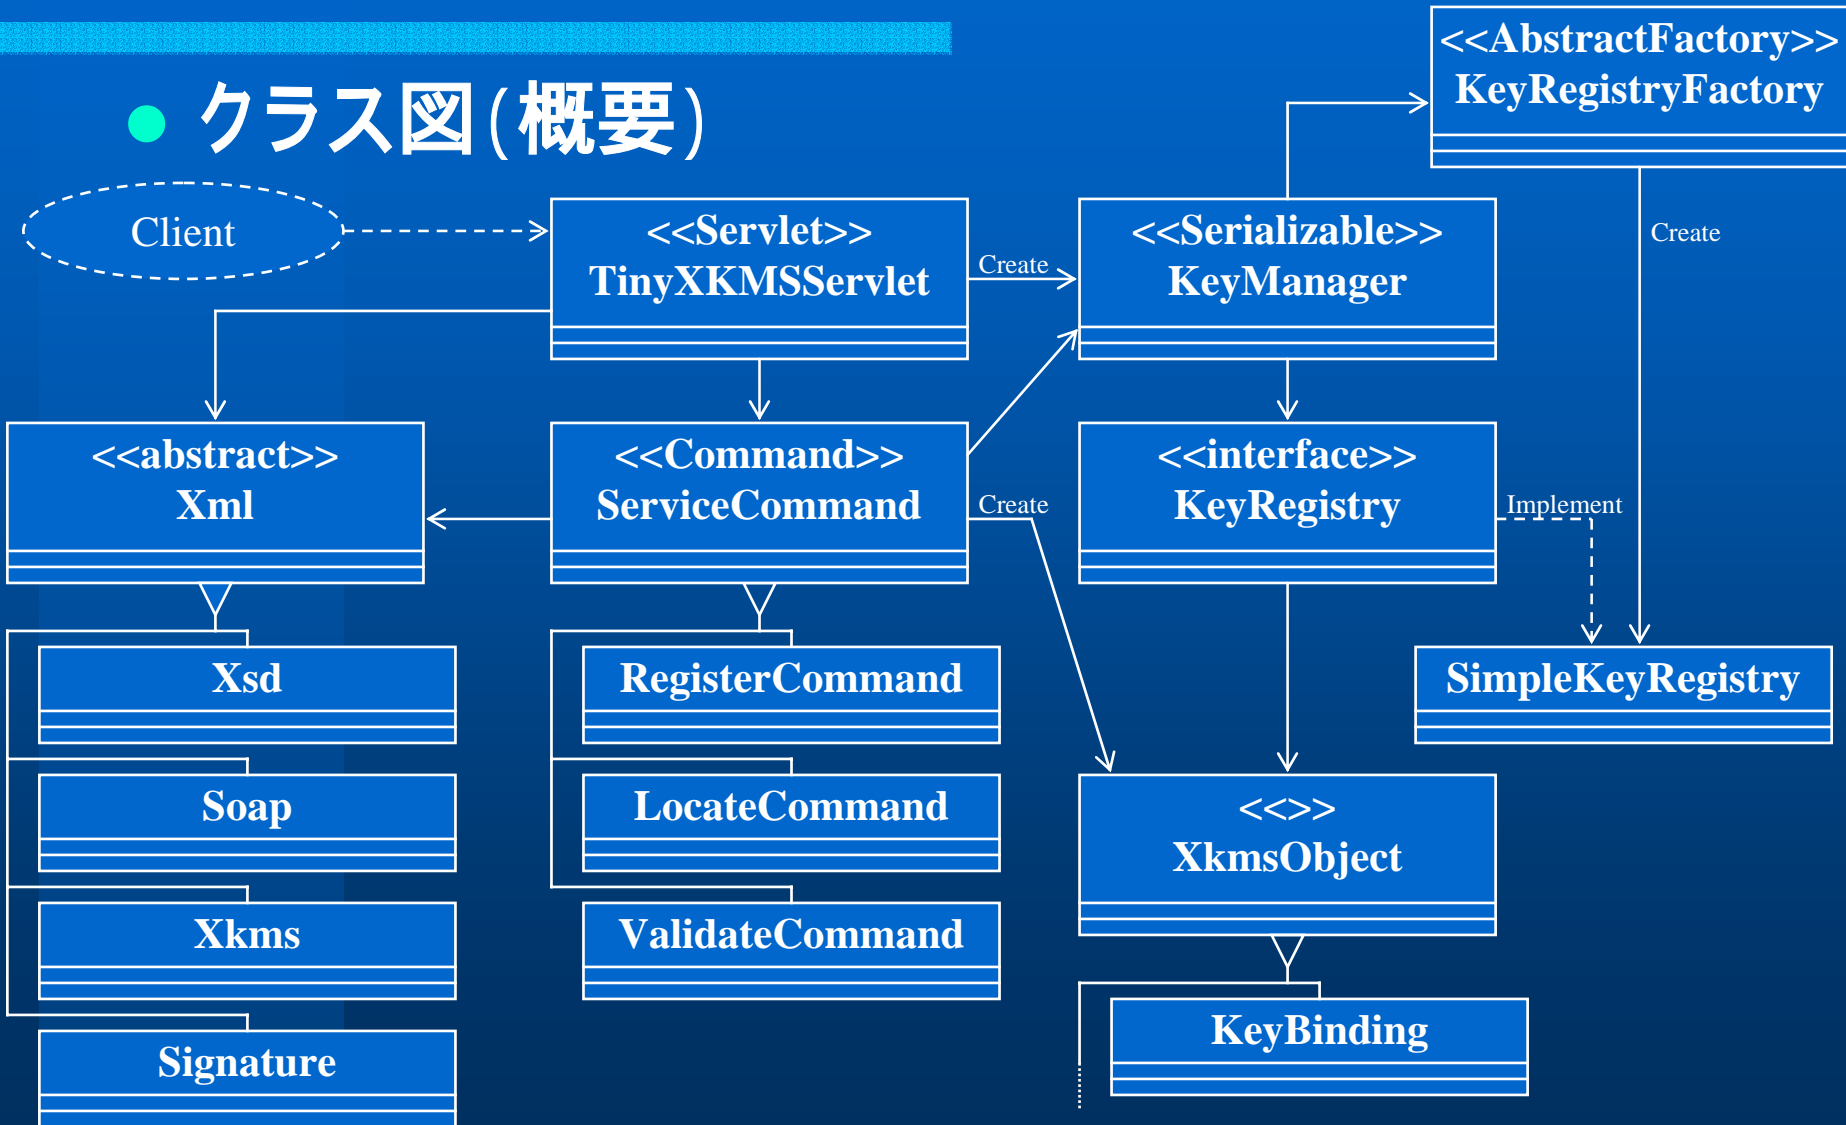 クラス図(概要)
<<AbstractFactory>>
KeyRegistryFactory
Client
<<Servlet>>
TinyXKMSServlet
Create
<<Serializable>>
KeyManager
Create
<<abstract>>
Xml
<<Command>>
ServiceCommand
Create
<<interface>>
KeyRegistry
Implement
Xsd
RegisterCommand
SimpleKeyRegistry
Soap
LocateCommand
<<>>
XkmsObject
Xkms
ValidateCommand
KeyBinding
Signature